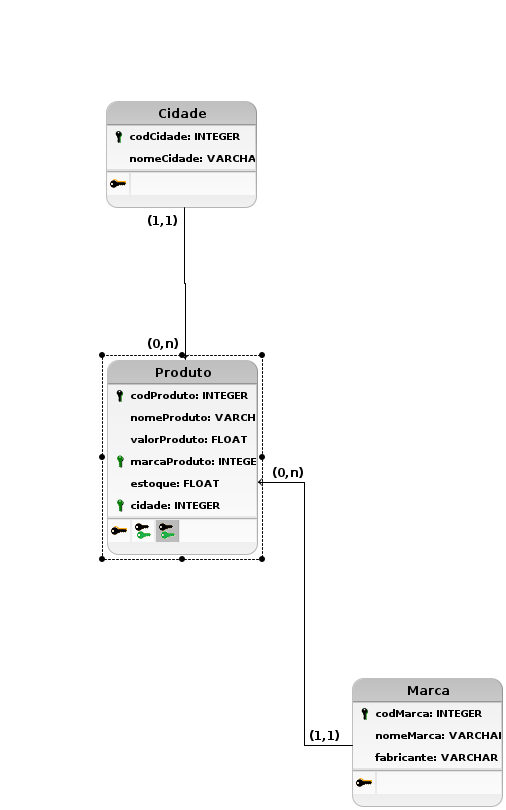 Cidade
codCidade: INTEGER
nomeCidade: VARCHA
(1,1)
(0,n)
Produto
codProduto: INTEGER
nomeProduto: VARCH
valorProduto: FLOAT
marcaProduto: INTEGE
estoque: FLOAT
cidade: INTEGER
(0,n)
(1,1)
Marca
codMarca: INTEGER
nomeMarca: VARCHAI
fabricante: VARCHAR